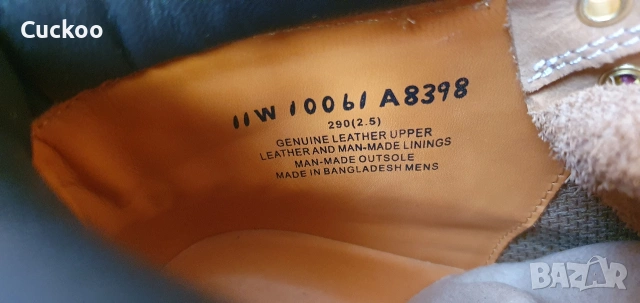 Cuckoo
11W 10061 A8398
290(2.5)
GENUINE LEATHER UPPER
LEATHER AND MAN-MADE LININGS
MAN-MADE OUTSOLE
MADE IN BANGLADESH MENS
BAZAR